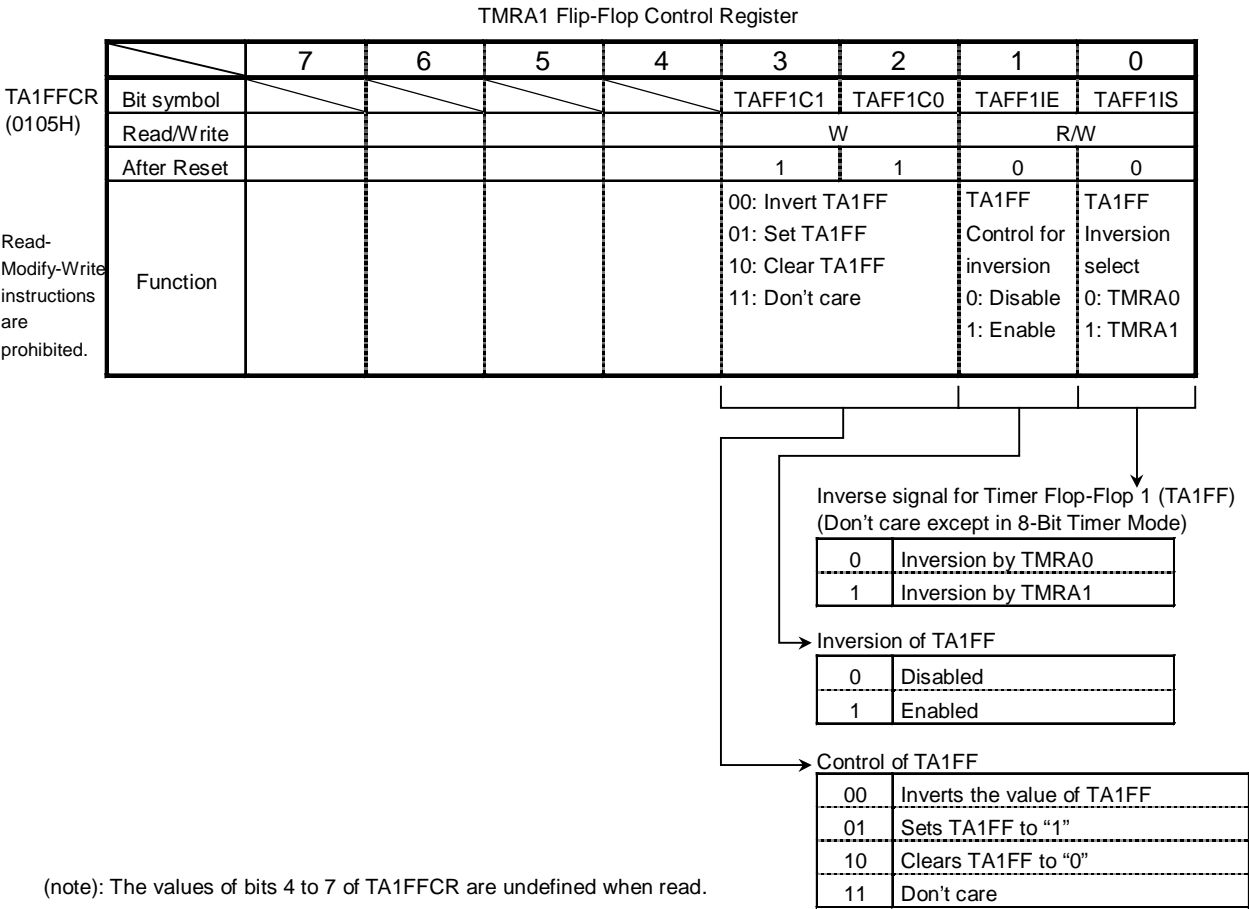 TMRA1 Flip-Flop Control Register
7 6 5 4 3 2 1 0
TA1FFCR
(0105H)
Bit symbol TAFF1C1 TAFF1C0 TAFF1IE TAFF1IS
Read/Write W R/W
After Reset 1 1 0 0
Read-
Modify-Write
instructions
are
prohibited.
Function
00: Invert TA1FF
01: Set TA1FF
10: Clear TA1FF
11: Don't care
TA1FF
Control for
inversion
0: Disable
1: Enable
TA1FF
Inversion
select
0: TMRA0
1: TMRA1
Inverse signal for Timer Flop-Flop 1 (TA1FF)
(Don't care except in 8-Bit Timer Mode)
0 Inversion by TMRA0
1 Inversion by TMRA1
Inversion of TA1FF
0 Disabled
1 Enabled
Control of TA1FF
00 Inverts the value of TA1FF
01 Sets TA1FF to “1”
10 Clears TA1FF to “0”
11 Don't care
(note): The values of bits 4 to 7 of TA1FFCR are undefined when read.